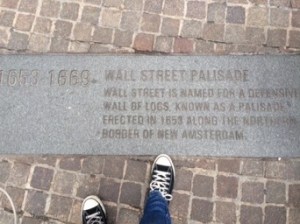 1653-1699 WALL STREET PALISADE
WALL STREET IS NAMED FOR A DEFENSIVE
WALL OF LOGS, KNOWN AS A PALISADE,
ERECTED IN 1653 ALONG THE NORTHERN
BORDER OF NEW AMSTERDAM.